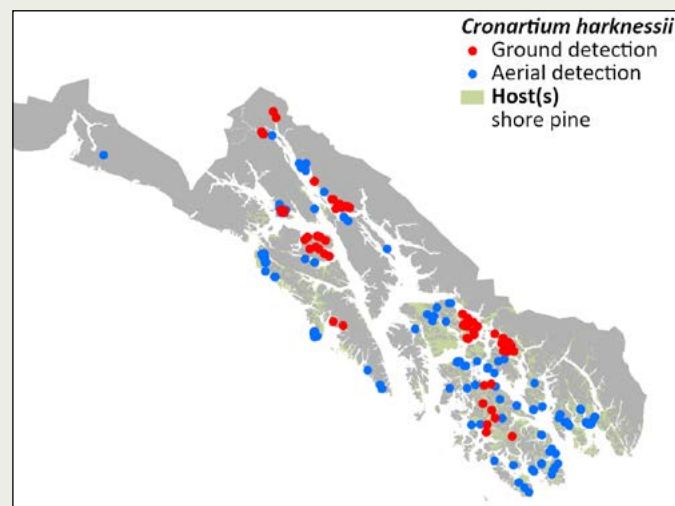 Cronartium harknessii
Ground detection
Aerial detection
Host(s)
shore pine